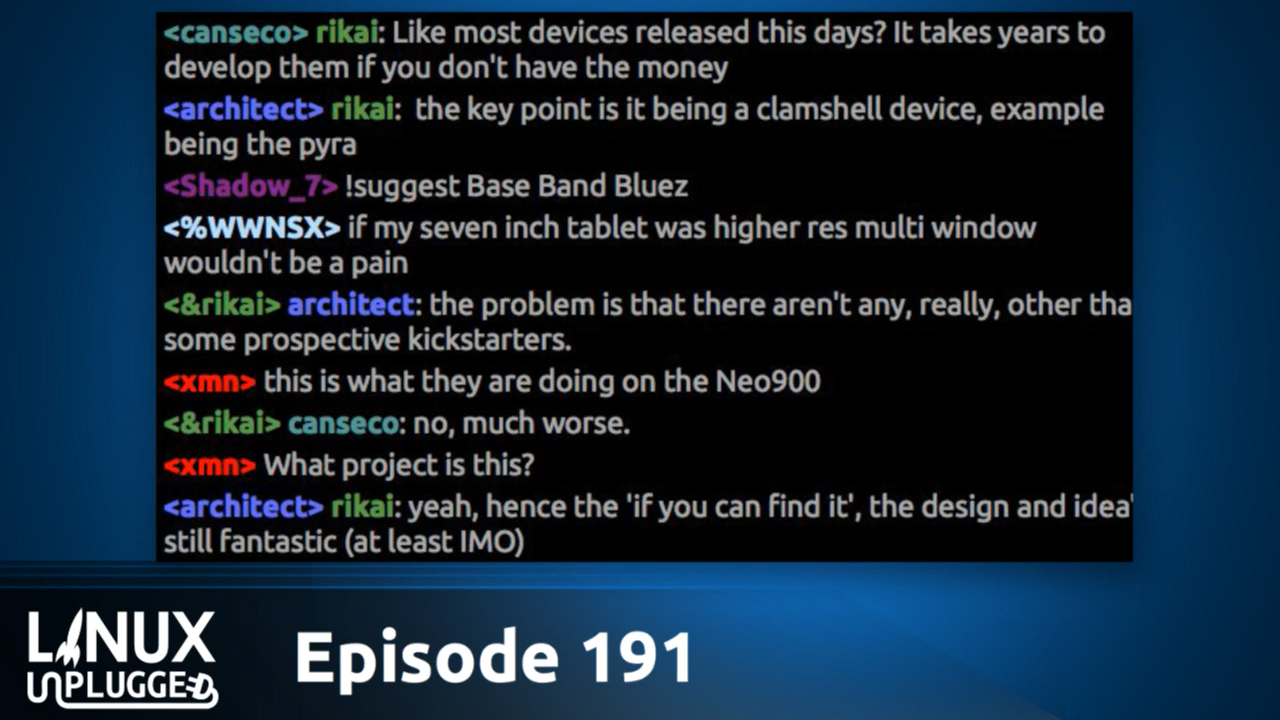 <canseco> rikai: Like most devices released this days? It takes years to
develop them if you don't have the money
<architect> rikai:  the key point is it being a clamshell device, example
being the pyra
<Shadow_7> !suggest Base Band Bluez
<%WWNSX> if my seven inch tablet was higher res multi window
wouldn't be a pain
<&rikai> architect: the problem is that there aren't any, really, other tha
some prospective kickstarters.
<xmn> this is what they are doing on the Neo900
<&rikai> canseco: no, much worse.
<xmn> What project is this?
<architect> rikai: yeah, hence the 'if you can find it', the design and idea'
still fantastic (at least IMO)
LINUX
UNPLUGGED
Episode 191